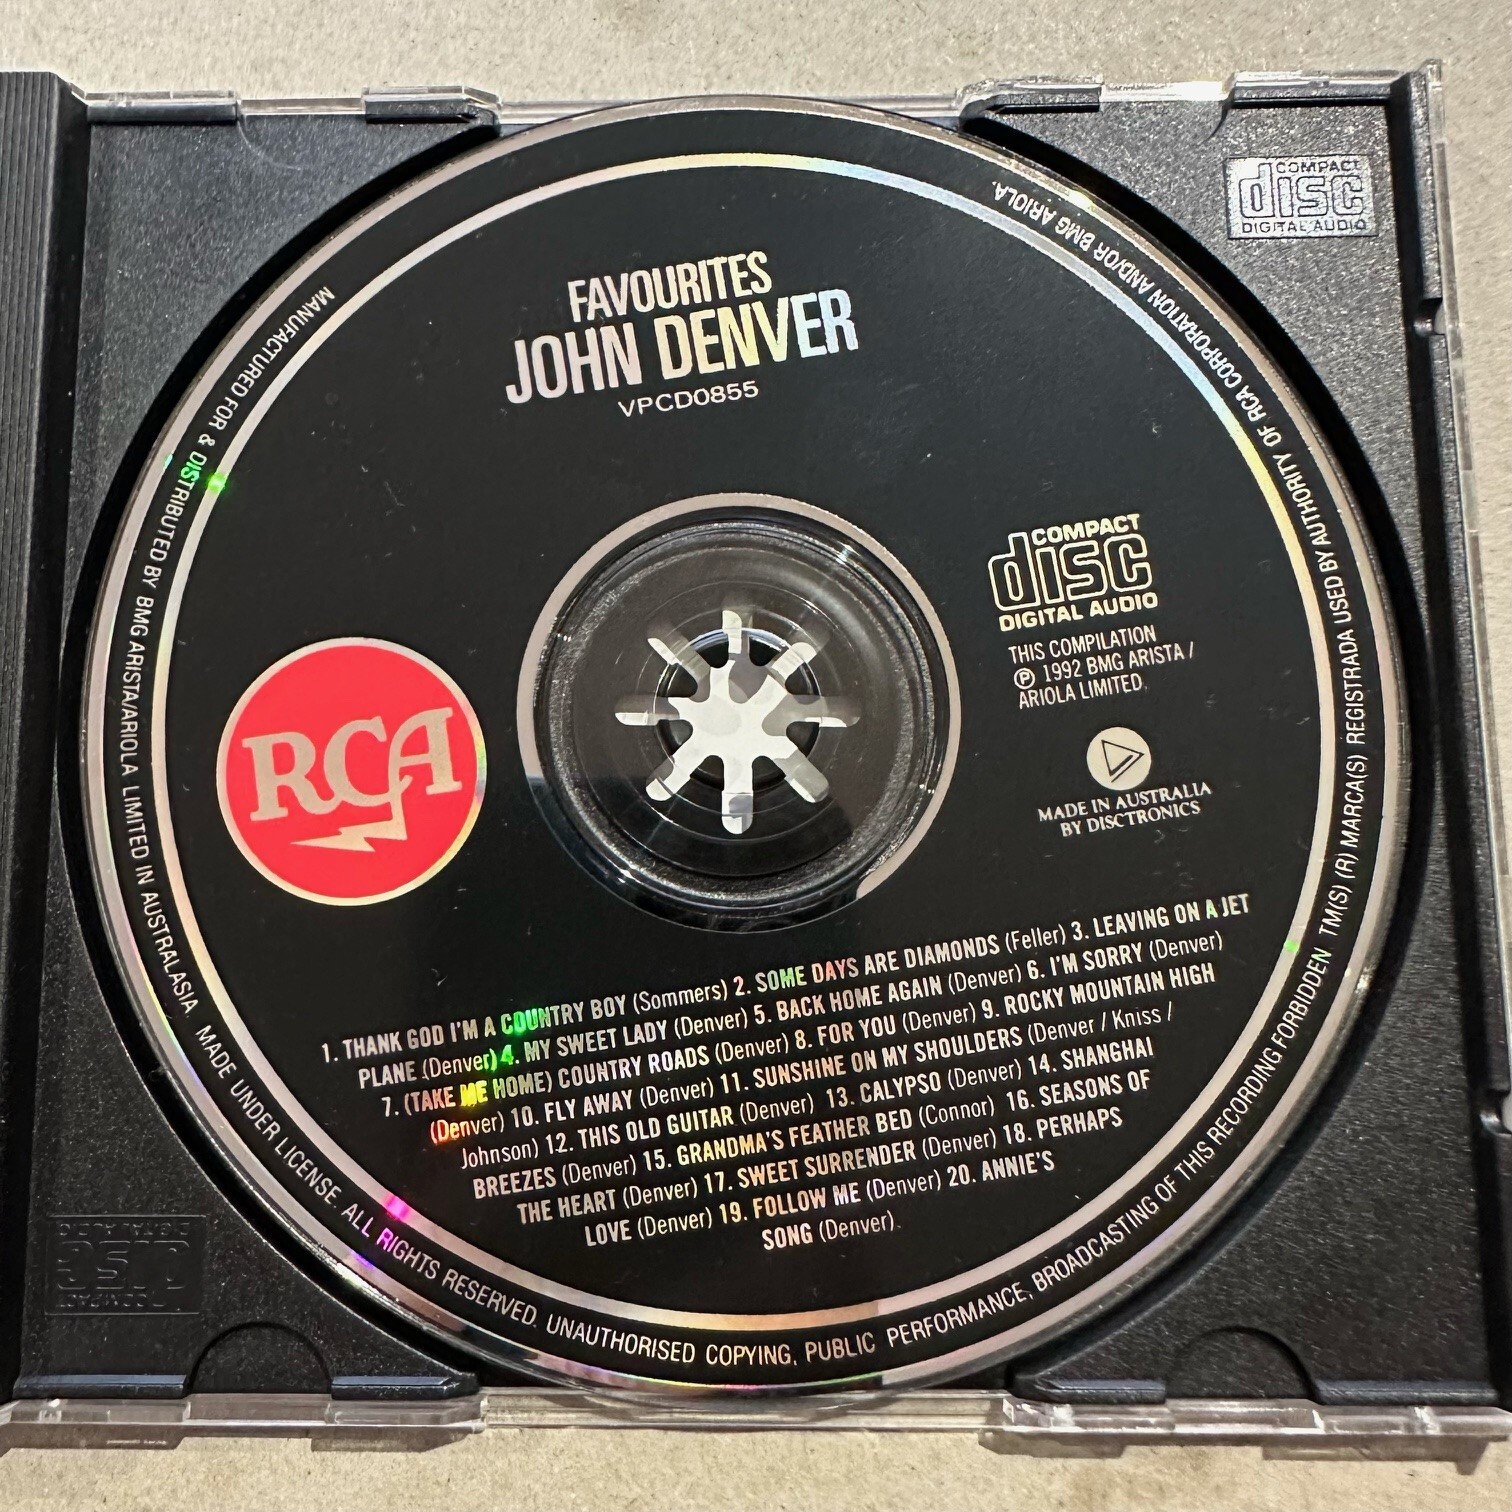 COMPACT
disc
DIGITAL AUDIO
FAVOURITES
JOHN DENVER
VPCD0855
COMPACT
disc
DIGITAL AUDIO
THIS COMPILATION
℗ 1992 BMG ARISTA /
ARIOLA LIMITED.
RCA
MADE IN AUSTRALIA
BY DISCTRONICS
1. THANK GOD I'M A COUNTRY BOY (Sommers) 2. SOME DAYS ARE DIAMONDS (Feller) 3. LEAVING ON A JET
PLANE (Denver) 4. MY SWEET LADY (Denver) 5. BACK HOME AGAIN (Denver) 6. I'M SORRY (Denver)
7. (TAKE ME HOME) COUNTRY ROADS (Denver) 8. FOR YOU (Denver) 9. ROCKY MOUNTAIN HIGH
(Denver) 10. FLY AWAY (Denver) 11. SUNSHINE ON MY SHOULDERS (Denver / Kniss /
Johnson) 12. THIS OLD GUITAR (Denver) 13. CALYPSO (Denver) 14. SHANGHAI
BREEZES (Denver) 15. GRANDMA'S FEATHER BED (Connor) 16. SEASONS OF
THE HEART (Denver) 17. SWEET SURRENDER (Denver) 18. PERHAPS
LOVE (Denver) 19. FOLLOW ME (Denver) 20. ANNIE'S
SONG (Denver).
MANUFACTURED FOR & DISTRIBUTED BY BMG ARISTA/ARIOLA LIMITED IN AUSTRALASIA MADE UNDER LICENSE. ALL RIGHTS RESERVED. UNAUTHORISED COPYING, PUBLIC PERFORMANCE, BROADCASTING OF THIS RECORDING FORBIDDEN TM(S) (R) MARCA(S) REGISTRADA USED BY AUTHORITY OF RCA CORPORATION AND/OR BMG ARIOLA.